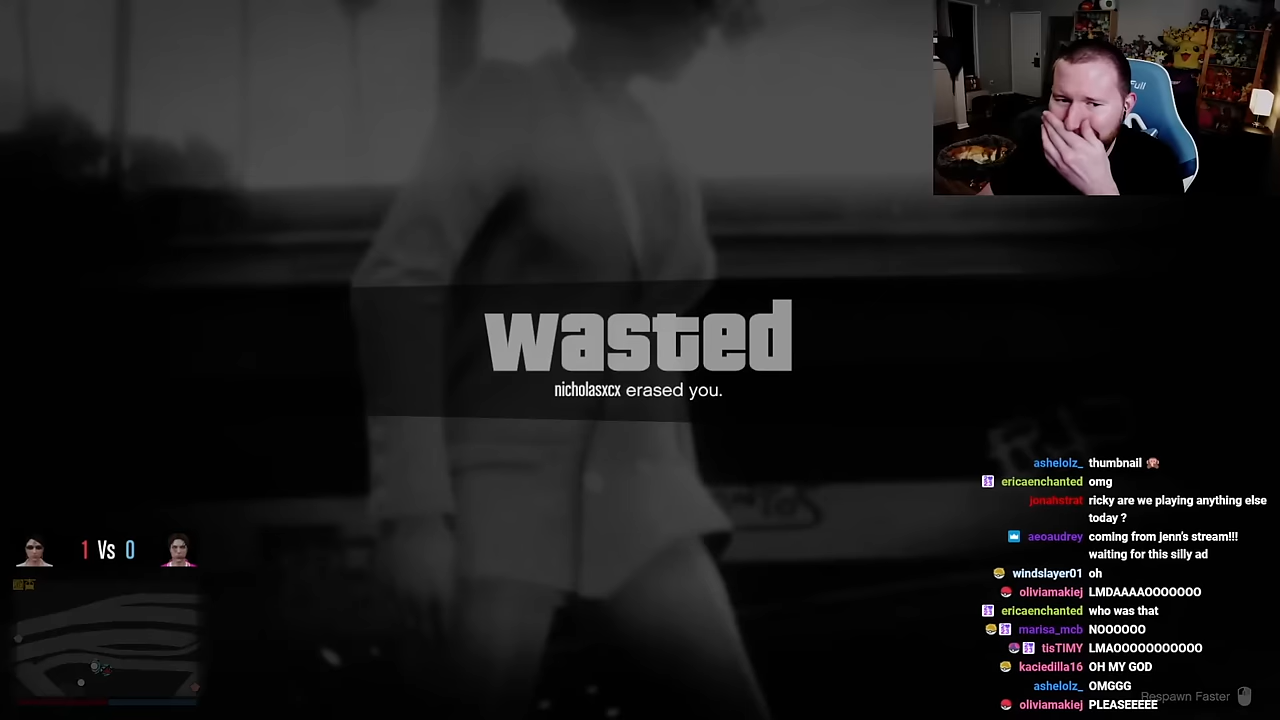 Full
wasted
nicholasxcx erased you.
1 Vs 0
ashelolz_ thumbnail
ericaenchanted omg
jonahstrat ricky are we playing anything else
today ?
aeoaudrey coming from jenn's stream!!!
waiting for this silly ad
windslayer01 oh
oliviamakiej LMDAAAAOOOOOOO
ericaenchanted who was that
marisa_mcb NOOOOOO
tisTIMY LMAOOOOOOOOOOO
kaciedilla16 OH MY GOD
ashelolz_ OMGGG
Respawn Faster
oliviamakiej PLEASEEEEE